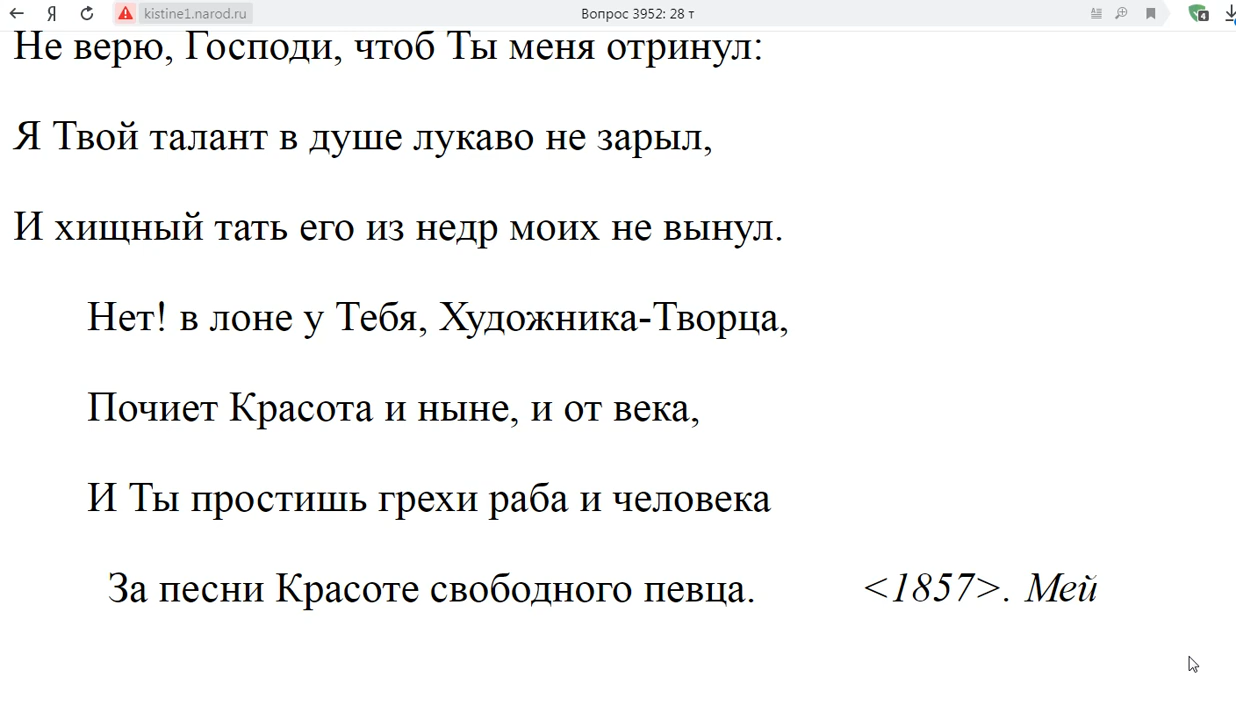 kistine1.narod.ru
Вопрос 3952: 28 т
4
Не верю, Господи, чтоб Ты меня отринул:
Я Твой талант в душе лукаво не зарыл,
И хищный тать его из недр моих не вынул.
Нет! в лоне у Тебя, Художника-Творца,
Почиет Красота и ныне, и от века,
И Ты простишь грехи раба и человека
За песни Красоте свободного певца. <1857>. Мей